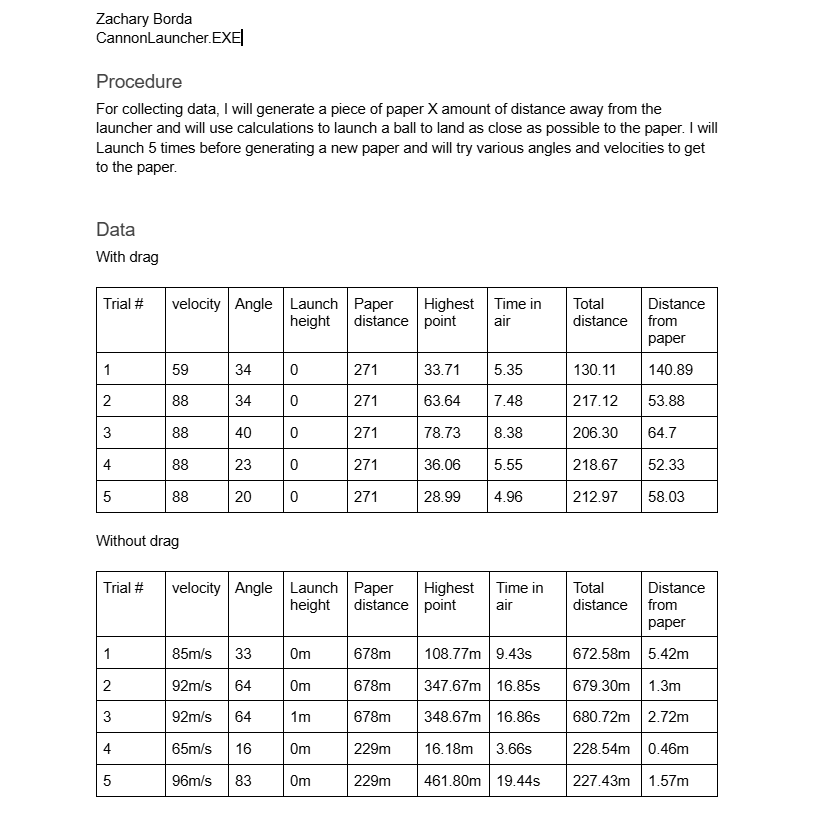 Zachary Borda
CannonLauncher.EXE
Procedure
For collecting data, I will generate a piece of paper X amount of distance away from the
launcher and will use calculations to launch a ball to land as close as possible to the paper. I will
Launch 5 times before generating a new paper and will try various angles and velocities to get
to the paper.
Data
With drag
Trial # velocity Angle Launch height Paper distance Highest point Time in air Total distance Distance from paper
1 59 34 0 271 33.71 5.35 130.11 140.89
2 88 34 0 271 63.64 7.48 217.12 53.88
3 88 40 0 271 78.73 8.38 206.30 64.7
4 88 23 0 271 36.06 5.55 218.67 52.33
5 88 20 0 271 28.99 4.96 212.97 58.03
Without drag
Trial # velocity Angle Launch height Paper distance Highest point Time in air Total distance Distance from paper
1 85m/s 33 0m 678m 108.77m 9.43s 672.58m 5.42m
2 92m/s 64 0m 678m 347.67m 16.85s 679.30m 1.3m
3 92m/s 64 1m 678m 348.67m 16.86s 680.72m 2.72m
4 65m/s 16 0m 229m 16.18m 3.66s 228.54m 0.46m
5 96m/s 83 0m 229m 461.80m 19.44s 227.43m 1.57m